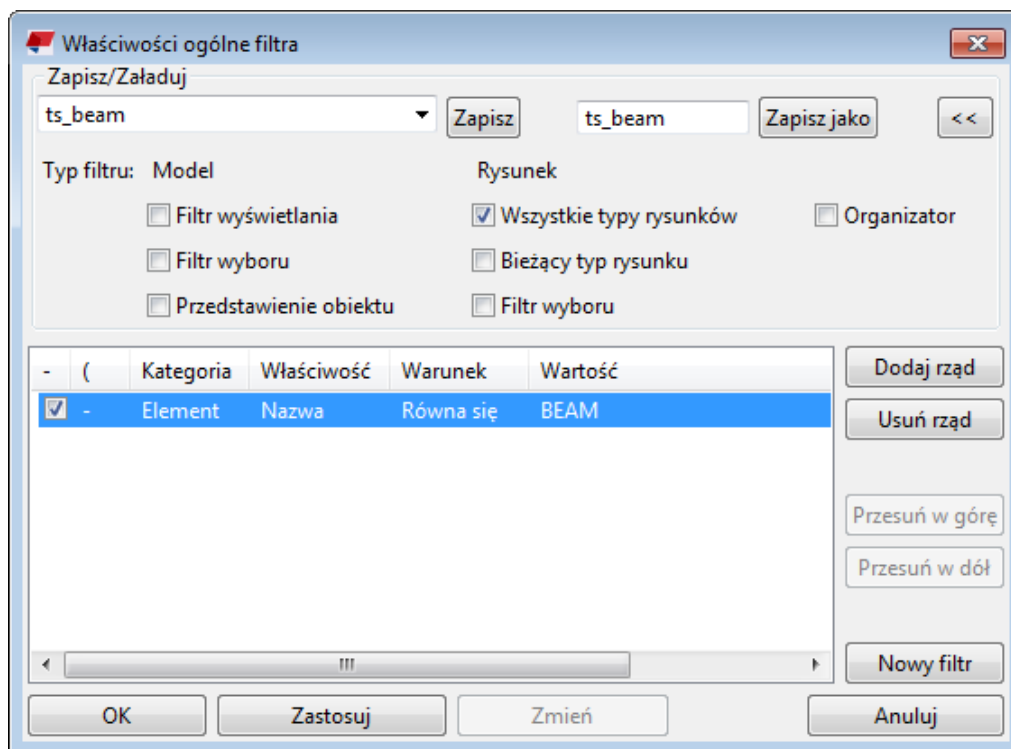 Właściwości ogólne filtra
Zapisz/Załaduj
ts_beam Zapisz ts_beam Zapisz jako <<
Typ filtru: Model Rysunek
Filtr wyświetlania Wszystkie typy rysunków Organizator
Filtr wyboru Bieżący typ rysunku
Przedstawienie obiektu Filtr wyboru
- ( Kategoria Właściwość Warunek Wartość Dodaj rząd
- Element Nazwa Równa się BEAM Usuń rząd
Przesuń w górę
Przesuń w dół
Nowy filtr
OK Zastosuj Zmień Anuluj